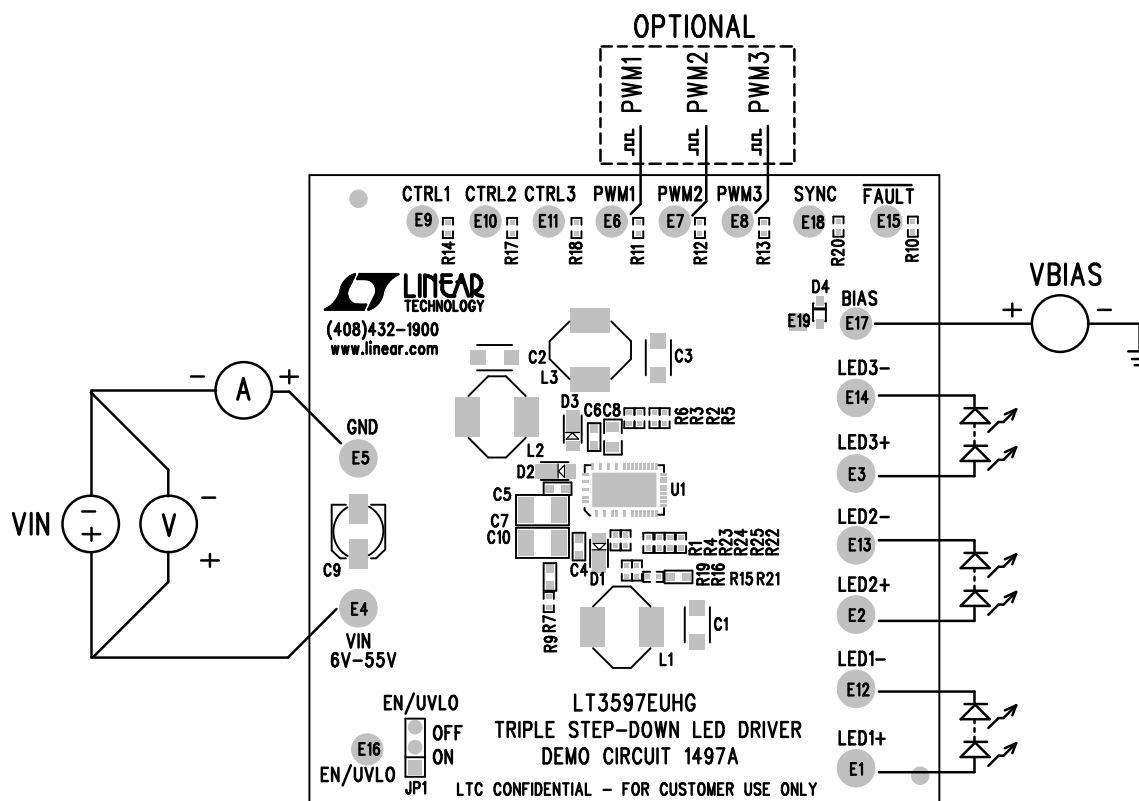 OPTIONAL
PWM1 PWM2 PWM3
CTRL1 CTRL2 CTRL3 PWM1 PWM2 PWM3 SYNC FAULT
E9 E10 E11 E6 E7 E8 E18 E15
R14 R17 R18 R11 R12 R13 R20 R10
LINEAR
TECHNOLOGY
(408)432-1900
www.linear.com
D4
E19
BIAS
E17
+ VBIAS -
C2
L3
C3
LED3-
E14
- A +
D3 C6 C8
R6 R3 R2 R5
GND
E5
L2
D2
LED3+
E3
C5
U1
VIN
- +
V
- +
C7
LED2-
E13
C10
C9
C4
D1
R1 R4 R23 R24 R25 R22
R19 R16 R15 R21
LED2+
E2
E4
VIN
6V-55V
R9 R7
C1
L1
LED1-
E12
EN/UVLO
OFF
ON
JP1
E16
EN/UVLO
LT3597EUHG
TRIPLE STEP-DOWN LED DRIVER
DEMO CIRCUIT 1497A
LED1+
E1
LTC CONFIDENTIAL - FOR CUSTOMER USE ONLY